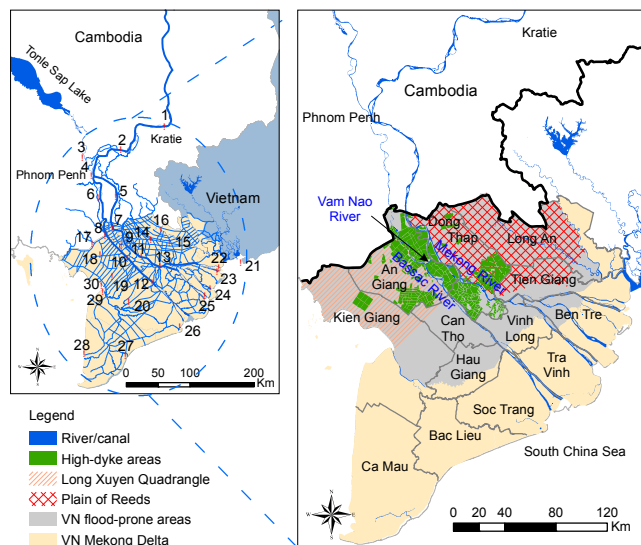 Cambodia
Tonle Sap Lake
1
Kratie
2
3
4
Phnom Penh
5
6
Vietnam
7
8
9
14
16
17
11
15
18
10
13
22
21
23
30
19
12
24
29
20
25
26
28
27
0 50 100 200
Km
Legend
River/canal
High-dyke areas
Long Xuyen Quadrangle
Plain of Reeds
VN flood-prone areas
VN Mekong Delta
Kratie
Cambodia
Phnom Penh
Vam Nao
River
Dong
Thap
Long An
Mekong River
Bassac River
An
Giang
Tien Giang
Kien Giang
Can
Tho
Vinh
Long
Ben Tre
Hau
Giang
Tra
Vinh
Soc Trang
Bac Lieu
Ca Mau
South China Sea
0 20 40 80 120
Km